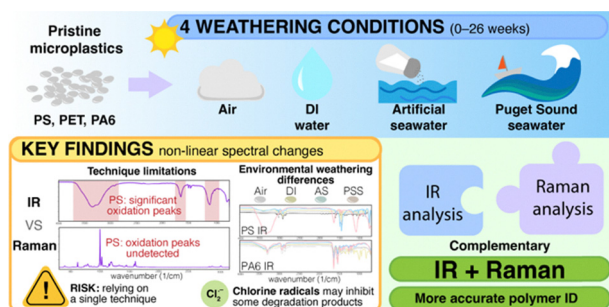 4 WEATHERING CONDITIONS (0–26 weeks)
Pristine
microplastics
PS, PET, PA6
Air
DI
water
Artificial
seawater
Puget Sound
seawater
KEY FINDINGS non-linear spectral changes
Technique limitations
IR
VS
Raman
PS: significant
oxidation peaks
PS: oxidation peaks
undetected
wavenumber (1/cm)
RISK: relying on
a single technique
Environmental weathering
differences
Air DI AS PSS
PS IR
PA6 IR
wavenumber (1/cm)
Cl₂⁻ Chlorine radicals may inhibit
some degradation products
IR
analysis
Raman
analysis
Complementary
IR + Raman
More accurate polymer ID